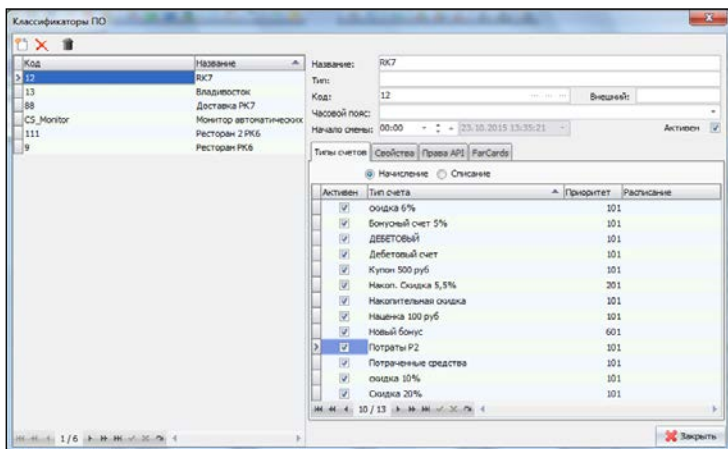 Классификаторы ПО
Код Название
12 RK7
13 Владивосток
88 Доставка РК7
CS_Monitor Монитор автоматических
111 Ресторан 2 РК6
9 Ресторан РК6
1 / 6
Название: RK7
Тип:
Код: 12 Внешний:
Часовой пояс:
Начало смены: 00:00 23.10.2015 13:35:21 Активен
Типы счетов Свойства Права API FarCards
Начисление Списание
Активен Тип счета Приоритет Расписание
скидка 6% 101
Бонусный счет 5% 101
ДЕБЕТОВЫЙ 101
Дебетовый счет 101
Купон 500 руб 101
Накоп. Скидка 5,5% 201
Накопительная скидка 101
Наценка 100 руб 101
Новый бонус 601
Потраты Р2 101
Потраченные средства 101
скидка 10% 101
Скидка 20% 101
10 / 13
Закрыть